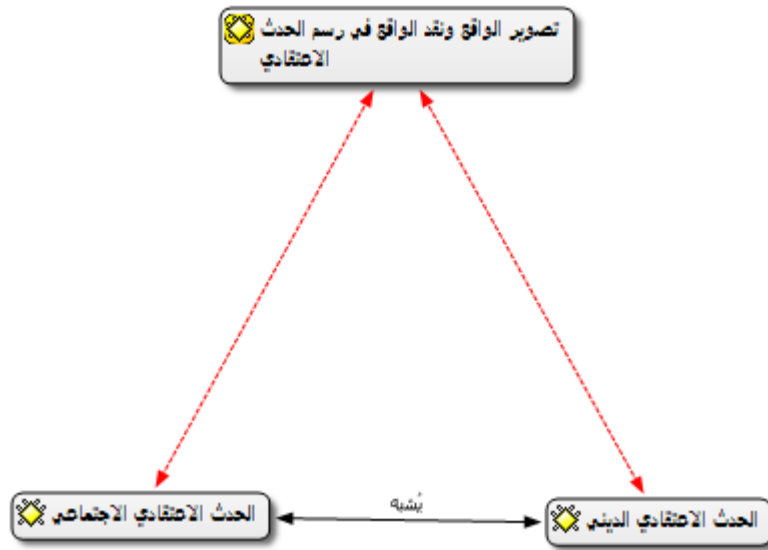 تصوير الواقع ونقد الواقع في رسم الحدث
الاعتقادي
يُشبه
الحدث الاعتقادي الديني
الحدث الاعتقادي الاجتماعي